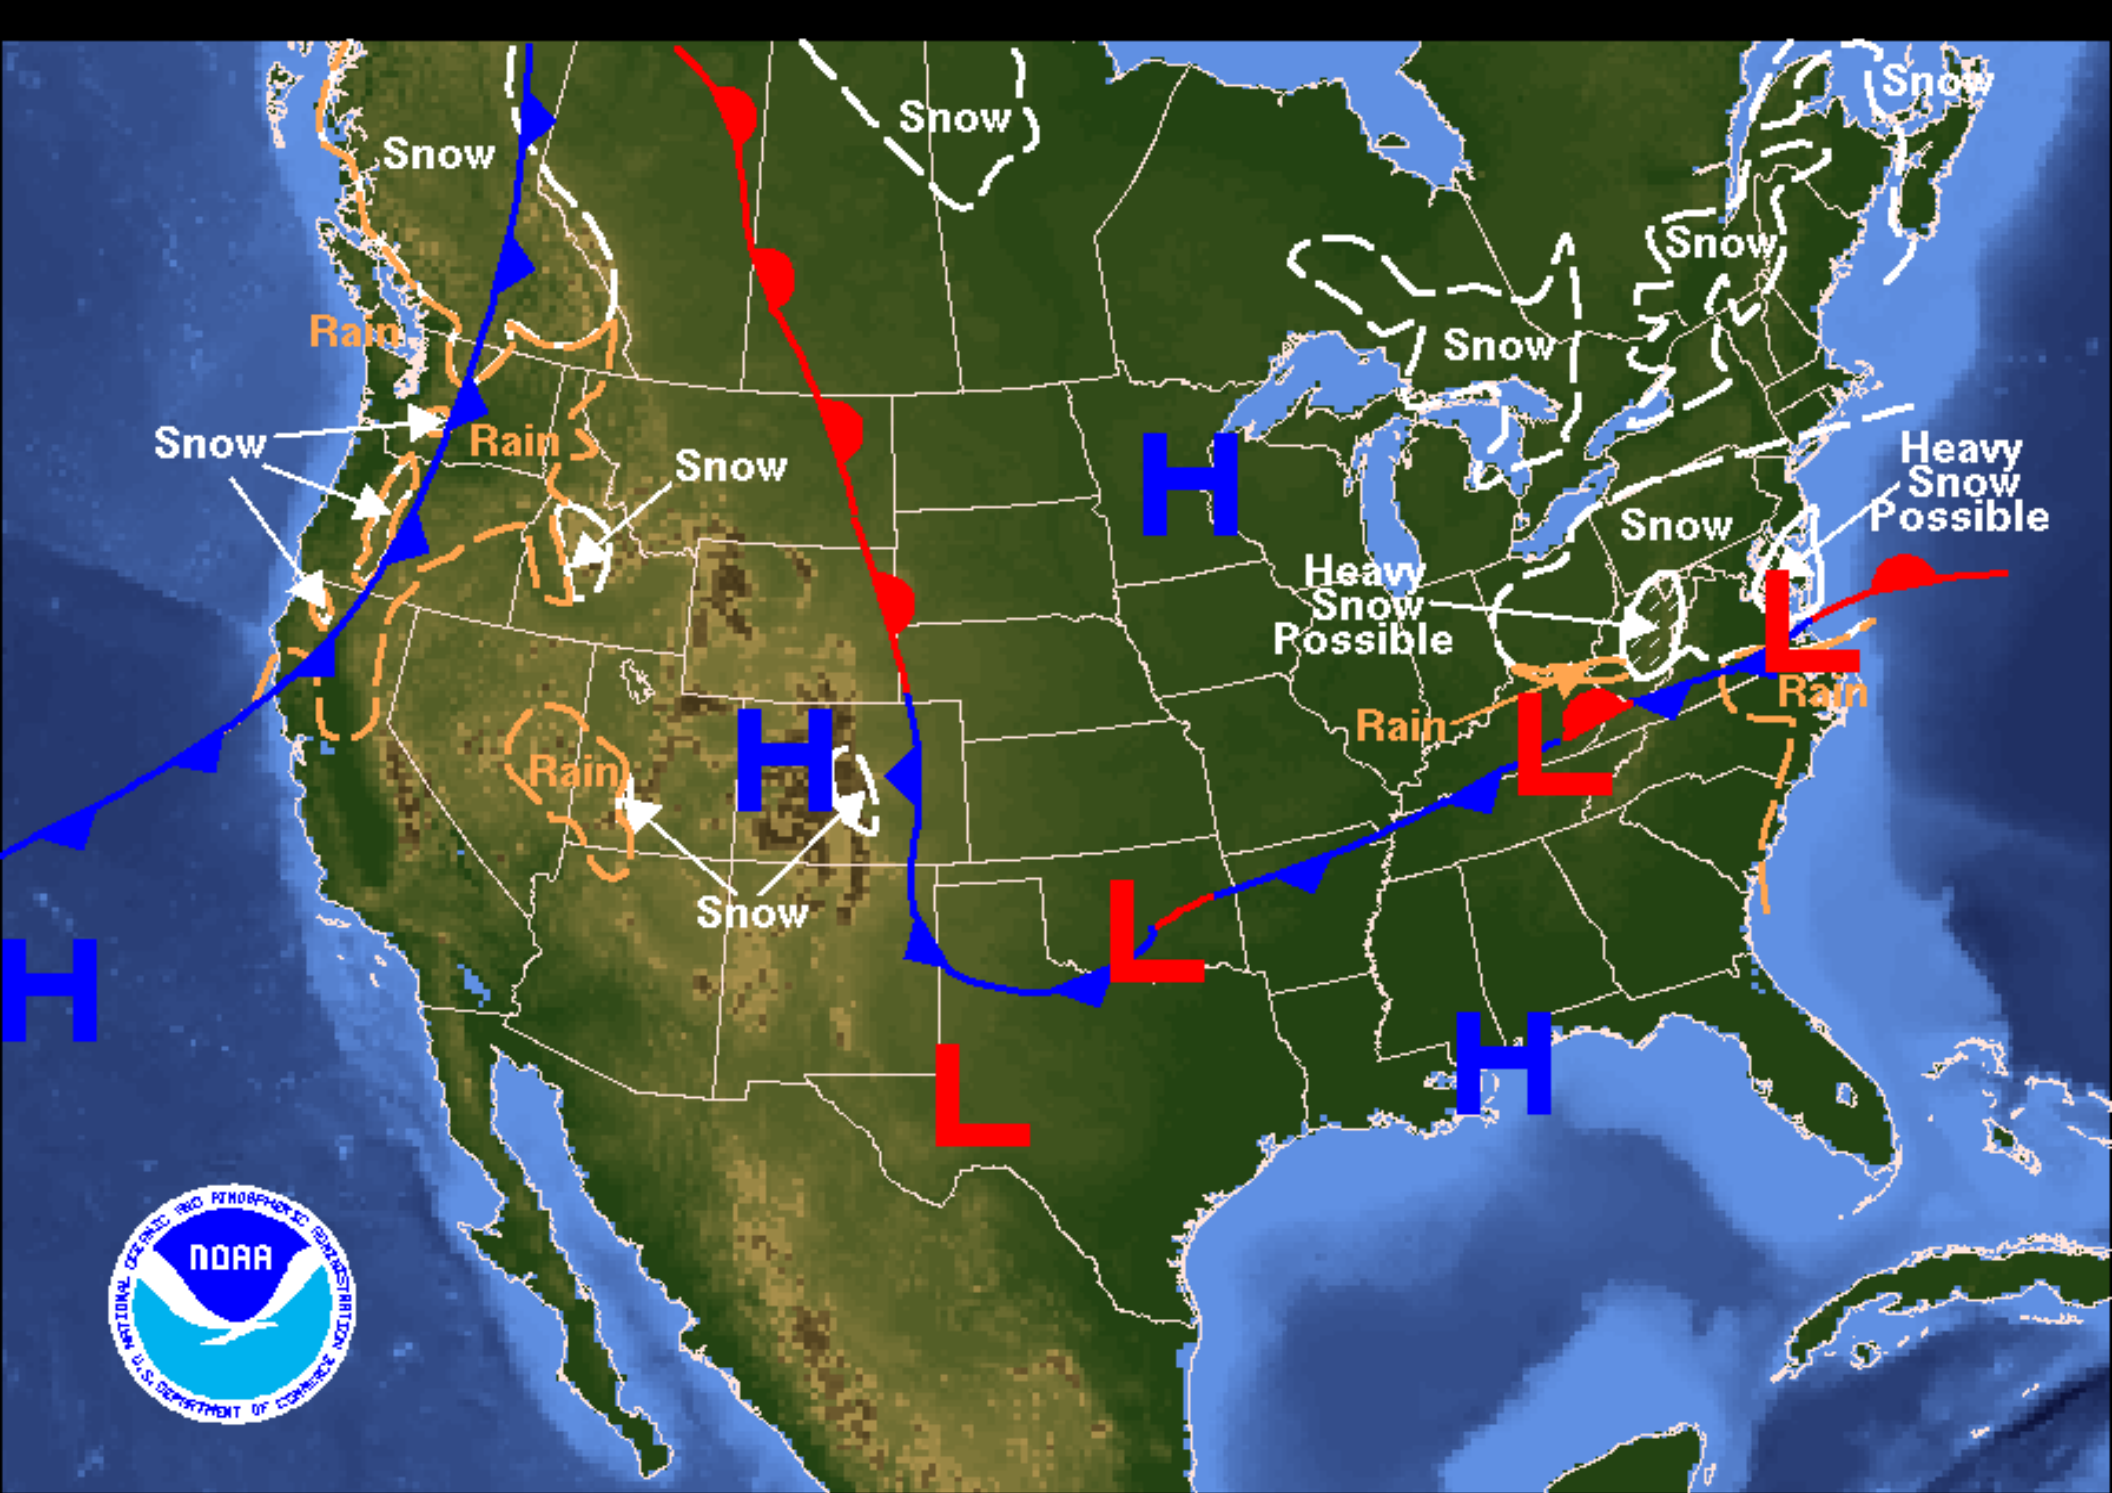 Snow
Snow
Snow
Snow
Rain
Snow
Snow
Rain
Snow
Heavy
Snow
Possible
Snow
Heavy
Snow
Possible
Rain
Rain
Rain
H
H
H
H
L
L
L
L
Snow
NOAA
NATIONAL OCEANIC AND ATMOSPHERIC ADMINISTRATION
U.S. DEPARTMENT OF COMMERCE